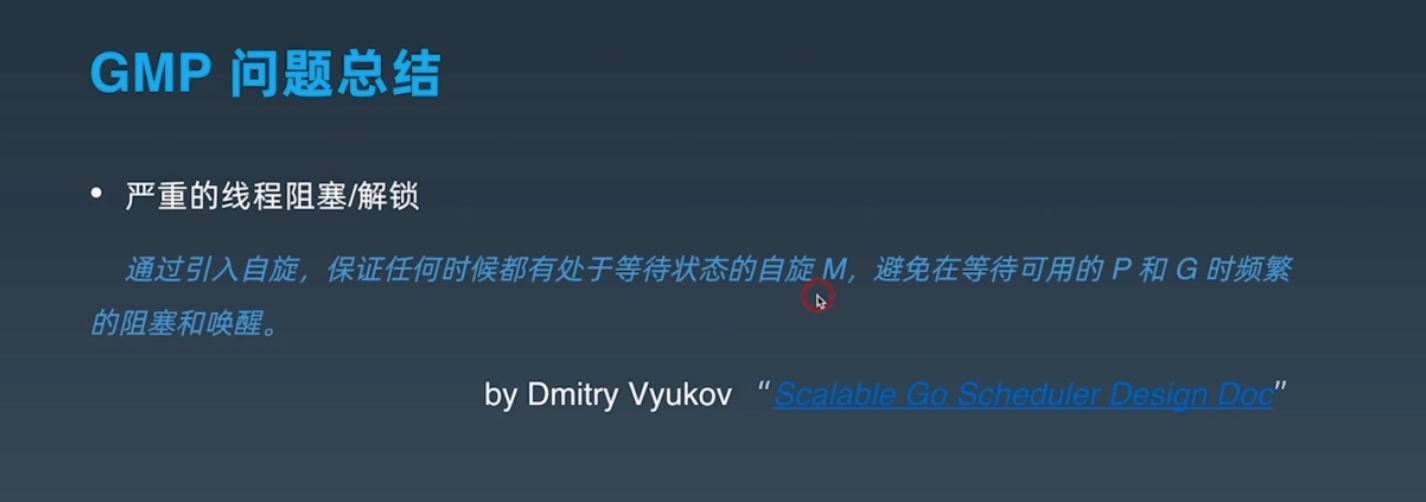 GMP 问题总结
• 严重的线程阻塞/解锁
通过引入自旋，保证任何时候都有处于等待状态的自旋 M，避免在等待可用的 P 和 G 时频繁
的阻塞和唤醒。
by Dmitry Vyukov “Scalable Go Scheduler Design Doc”